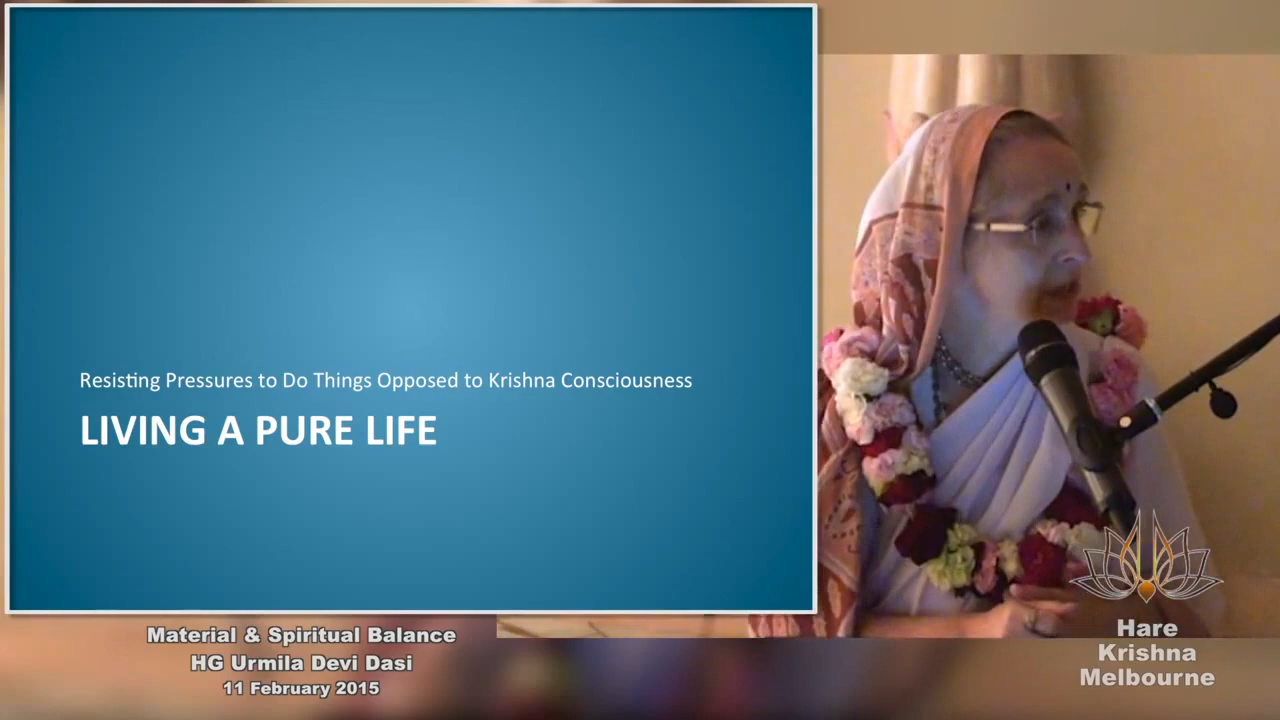 Resisting Pressures to Do Things Opposed to Krishna Consciousness
LIVING A PURE LIFE
Material & Spiritual Balance
HG Urmila Devi Dasi
11 February 2015
Hare
Krishna
Melbourne